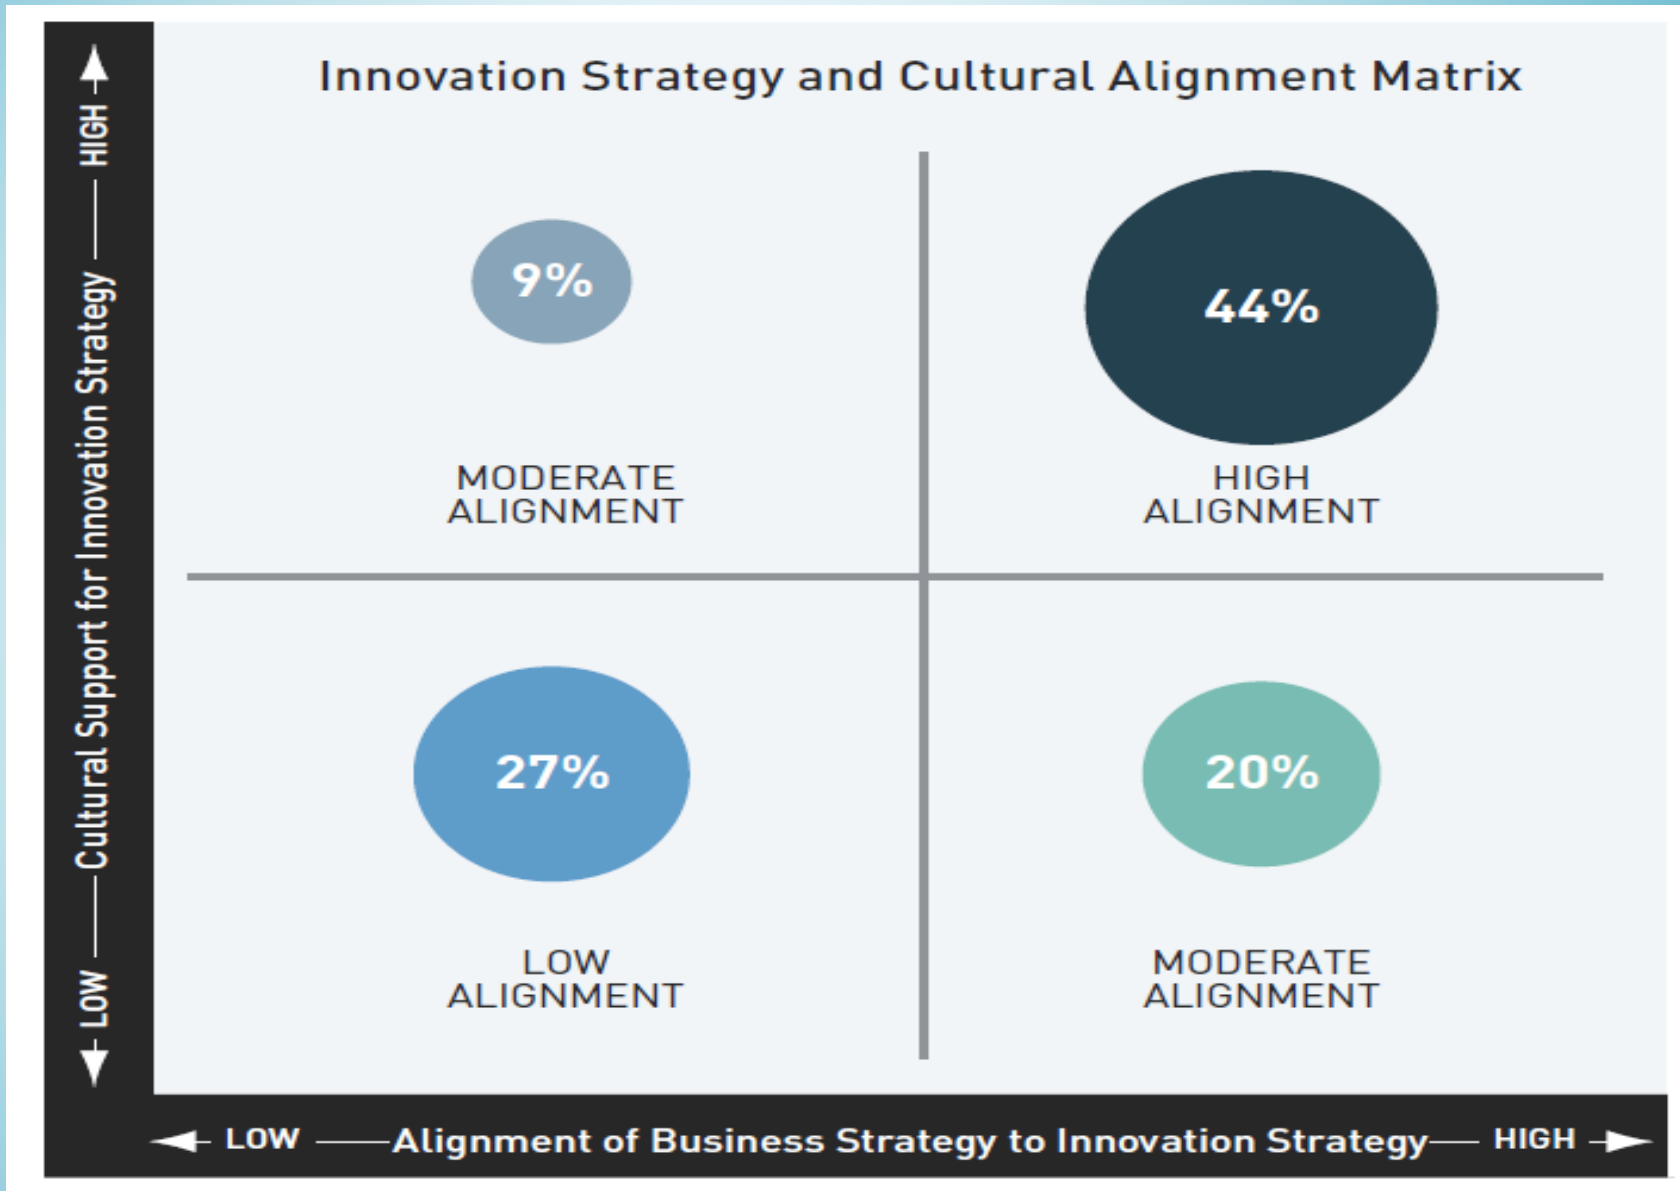 Innovation Strategy and Cultural Alignment Matrix
HIGH
Cultural Support for Innovation Strategy
LOW
9%
MODERATE
ALIGNMENT
44%
HIGH
ALIGNMENT
27%
LOW
ALIGNMENT
20%
MODERATE
ALIGNMENT
LOW Alignment of Business Strategy to Innovation Strategy HIGH